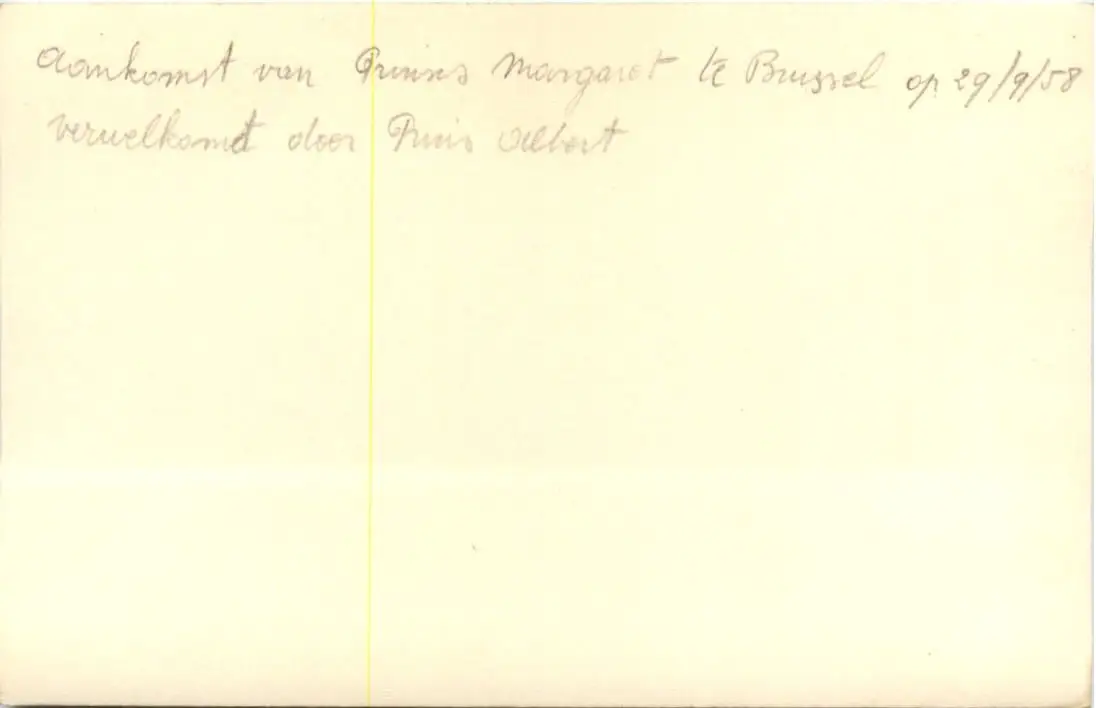 Aankomst van Prinses Margaret te Brussel op 29/9/58
verwelkomd door Prins Albert